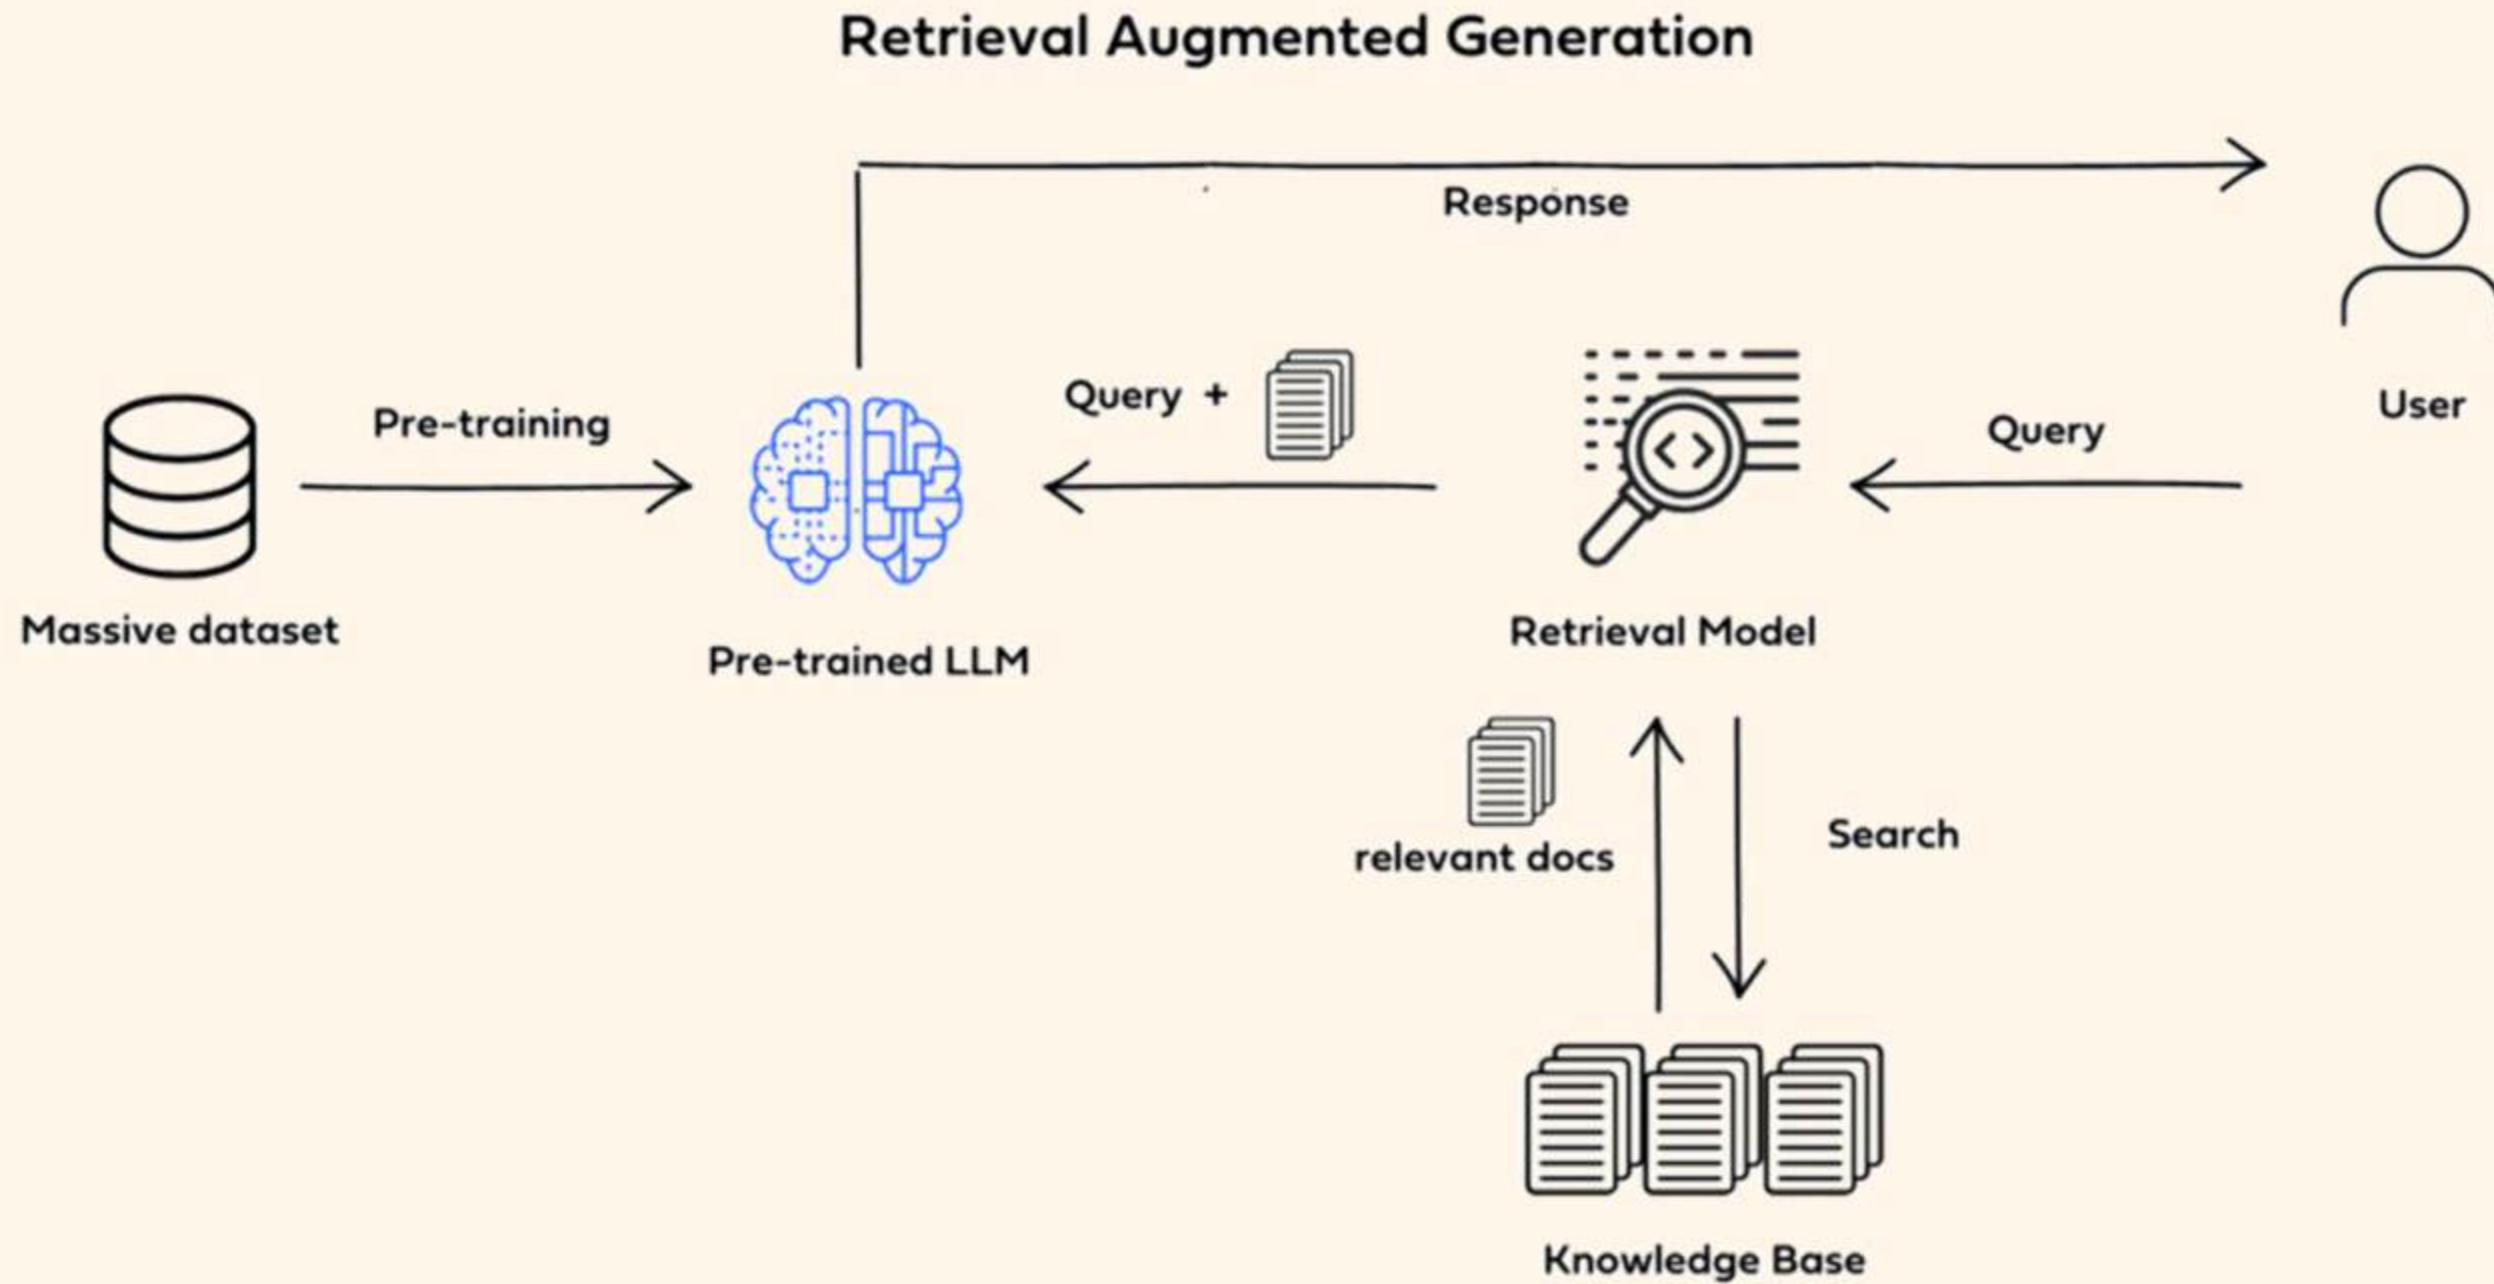 Retrieval Augmented Generation
Response
Pre-training
Query +
Query
User
Massive dataset
Pre-trained LLM
Retrieval Model
relevant docs
Search
Knowledge Base